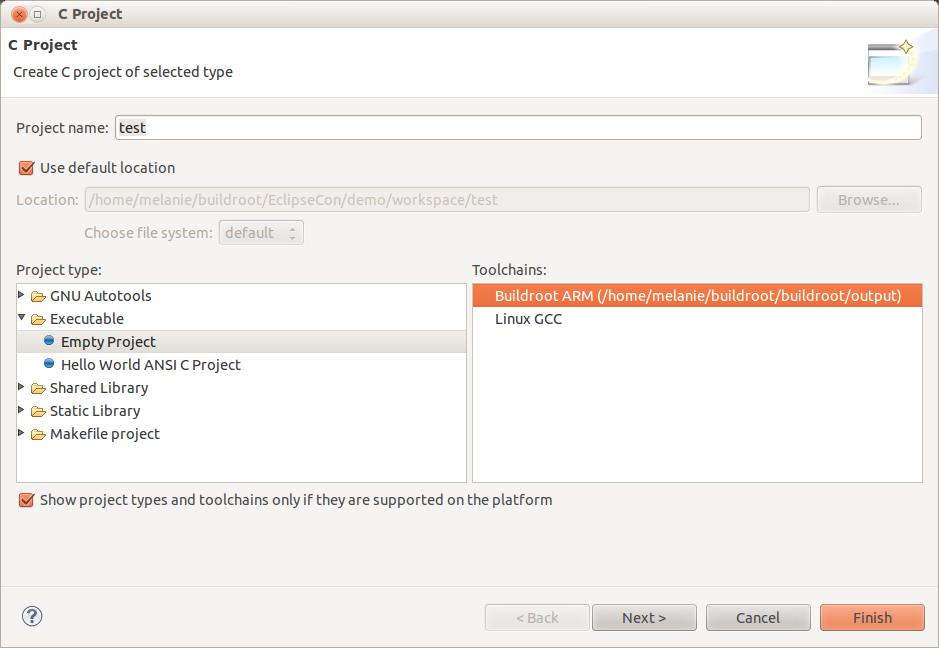 C Project
C Project
Create C project of selected type
Project name: test
Use default location
Location: /home/melanie/buildroot/EclipseCon/demo/workspace/test Browse...
Choose file system: default
Project type: Toolchains:
GNU Autotools Buildroot ARM (/home/melanie/buildroot/buildroot/output)
Executable Linux GCC
Empty Project
Hello World ANSI C Project
Shared Library
Static Library
Makefile project
Show project types and toolchains only if they are supported on the platform
? < Back Next > Cancel Finish